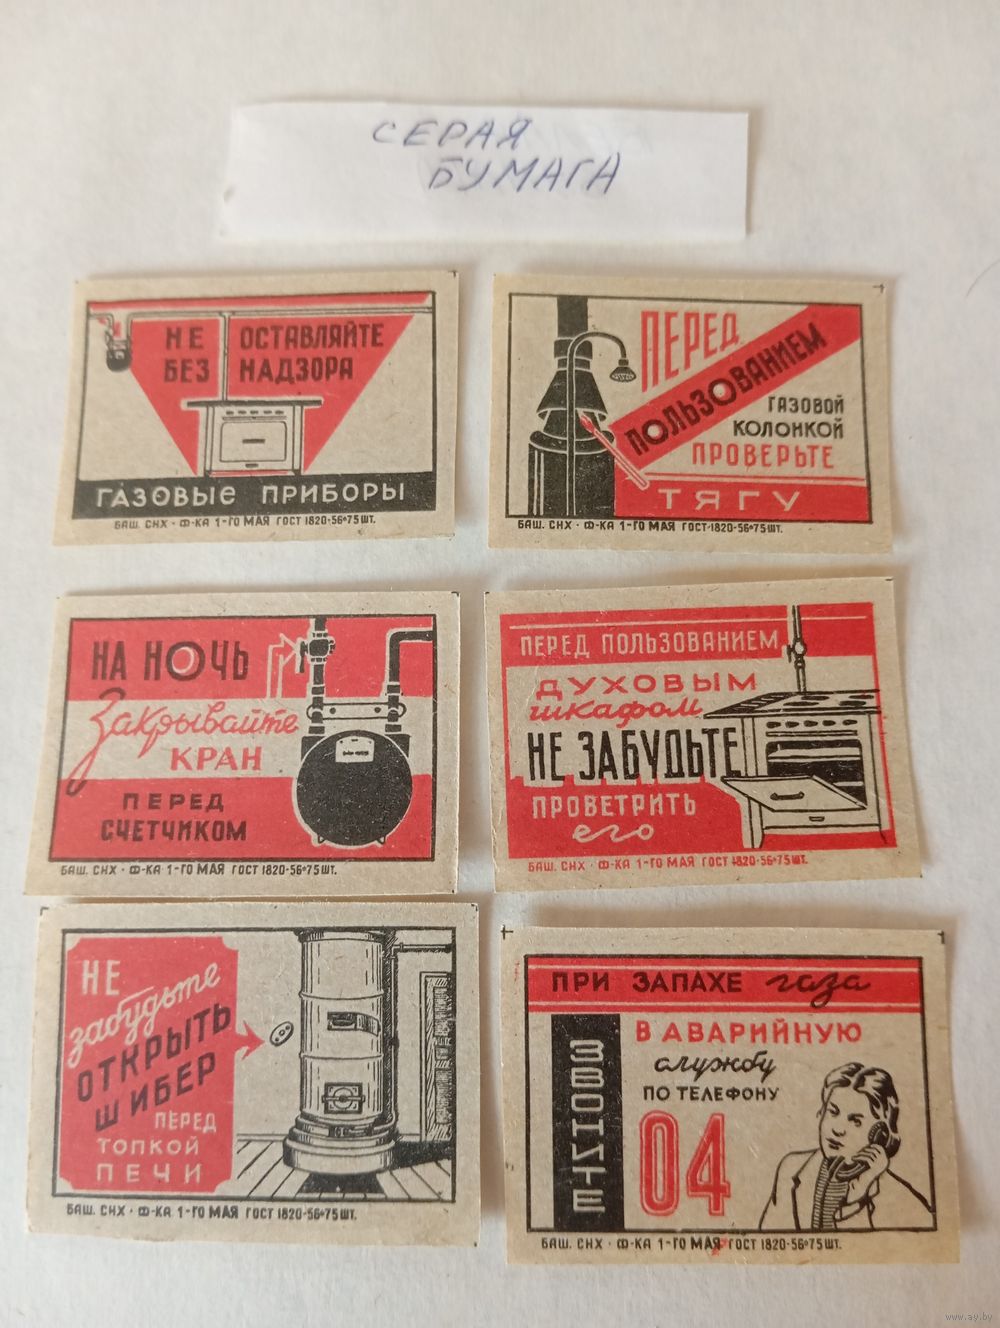 СЕРАЯ
БУМАГА
НЕ ОСТАВЛЯЙТЕ
БЕЗ НАДЗОРА
ГАЗОВЫЕ ПРИБОРЫ
БАШ. СНХ · Ф-КА 1-ГО МАЯ ГОСТ 1820-56*75 ШТ.
ПЕРЕД
ПОЛЬЗОВАНИЕМ
ГАЗОВОЙ
КОЛОНКОЙ
ПРОВЕРЬТЕ
ТЯГУ
БАШ. СНХ · Ф-КА 1-ГО МАЯ ГОСТ-1820-56*75 ШТ.
НА НОЧЬ
Закрывайте
КРАН
ПЕРЕД
СЧЕТЧИКОМ
БАШ. СНХ · Ф-КА 1-ГО МАЯ ГОСТ 1820-56*75 ШТ.
ПЕРЕД ПОЛЬЗОВАНИЕМ
ДУХОВЫМ
шкафом
НЕ ЗАБУДЬТЕ
ПРОВЕТРИТЬ
его
БАШ. СНХ · Ф-КА 1-ГО МАЯ ГОСТ 1820-56*75 ШТ.
НЕ
забудьте
ОТКРЫТЬ
ШИБЕР
ПЕРЕД
ТОПКОЙ
ПЕЧИ
БАШ. СНХ · Ф-КА 1-ГО МАЯ ГОСТ 1820-56*75 ШТ.
ПРИ ЗАПАХЕ газа
ЗВОНИТЕ
В АВАРИЙНУЮ
службу
ПО ТЕЛЕФОНУ
04
БАШ. СНХ · Ф-КА 1-ГО МАЯ ГОСТ 1820-56*75 ШТ.
www.ay.by